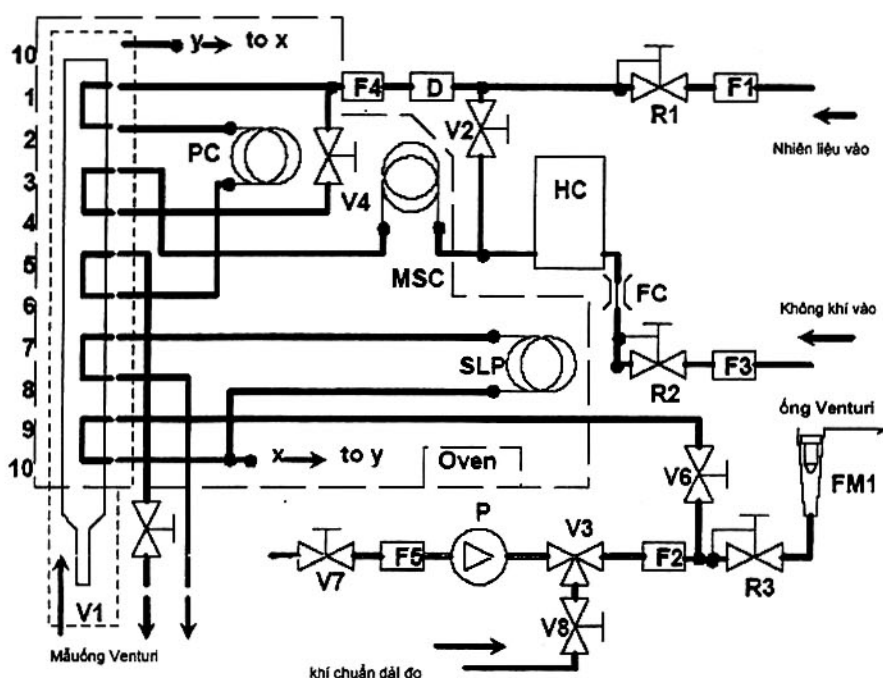 10
y → to x
1
F4
D
F1
R1
Nhiên liệu vào
2
PC
V2
V4
3
HC
4
MSC
5
FC
Không khí vào
6
7
SLP
R2
F3
8
ống Venturi
9
10
x → to y
Oven
V6
FM1
P
V3
V7
F5
F2
R3
V1
V8
Mẫuống Venturi
khí chuẩn dải đo